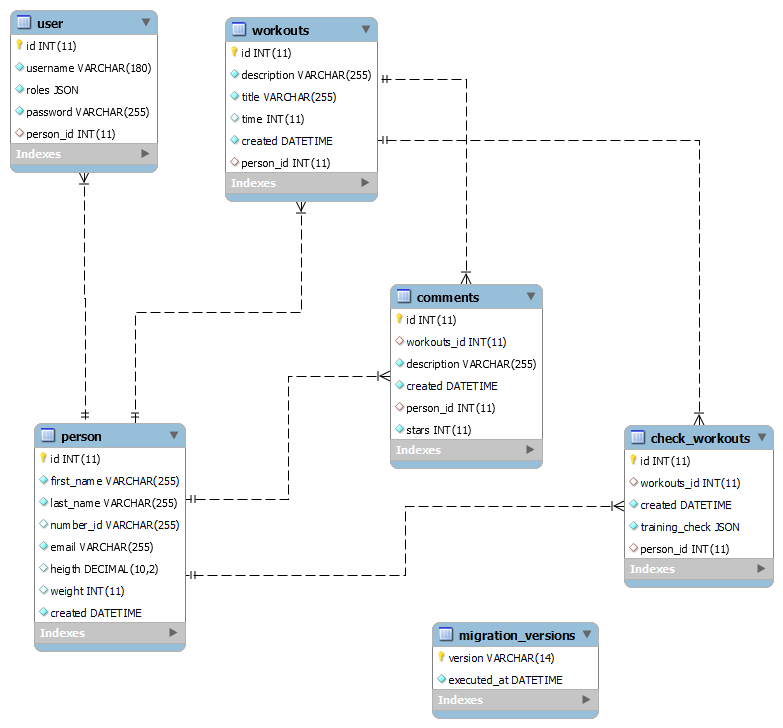 user
id INT(11)
username VARCHAR(180)
roles JSON
password VARCHAR(255)
person_id INT(11)
Indexes
workouts
id INT(11)
description VARCHAR(255)
title VARCHAR(255)
time INT(11)
created DATETIME
person_id INT(11)
Indexes
comments
id INT(11)
workouts_id INT(11)
description VARCHAR(255)
created DATETIME
person_id INT(11)
stars INT(11)
Indexes
person
id INT(11)
first_name VARCHAR(255)
last_name VARCHAR(255)
number_id VARCHAR(255)
email VARCHAR(255)
heigth DECIMAL(10,2)
weight INT(11)
created DATETIME
Indexes
check_workouts
id INT(11)
workouts_id INT(11)
created DATETIME
training_check JSON
person_id INT(11)
Indexes
migration_versions
version VARCHAR(14)
executed_at DATETIME
Indexes